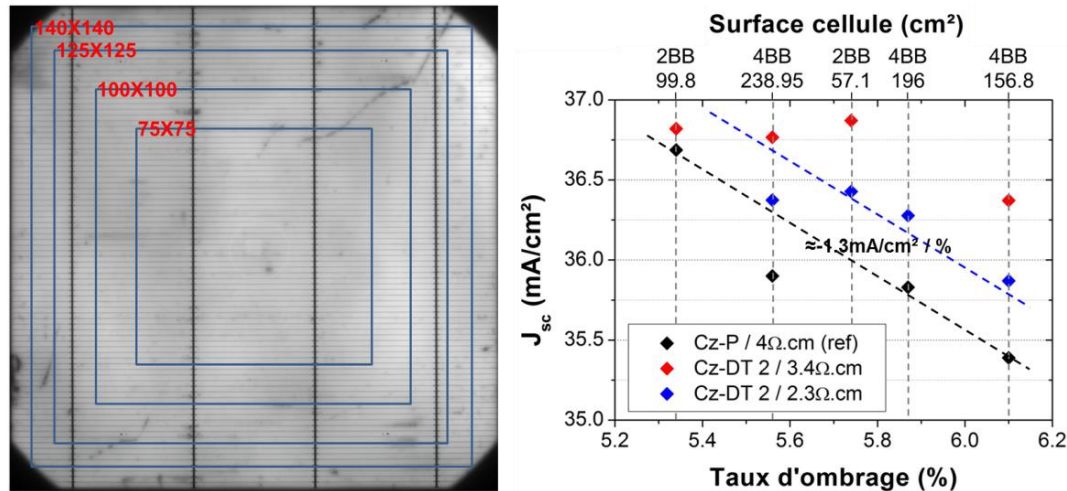 140X140
125X125
100X100
75X75
Surface cellule (cm²)
2BB 4BB 2BB 4BB 4BB
99.8 238.95 57.1 196 156.8
37.0
36.5
36.0
35.5
35.0
J_sc (mA/cm²)
≈-1.3mA/cm² / %
Cz-P / 4Ω.cm (ref)
Cz-DT 2 / 3.4Ω.cm
Cz-DT 2 / 2.3Ω.cm
5.2 5.4 5.6 5.8 6.0 6.2
Taux d'ombrage (%)